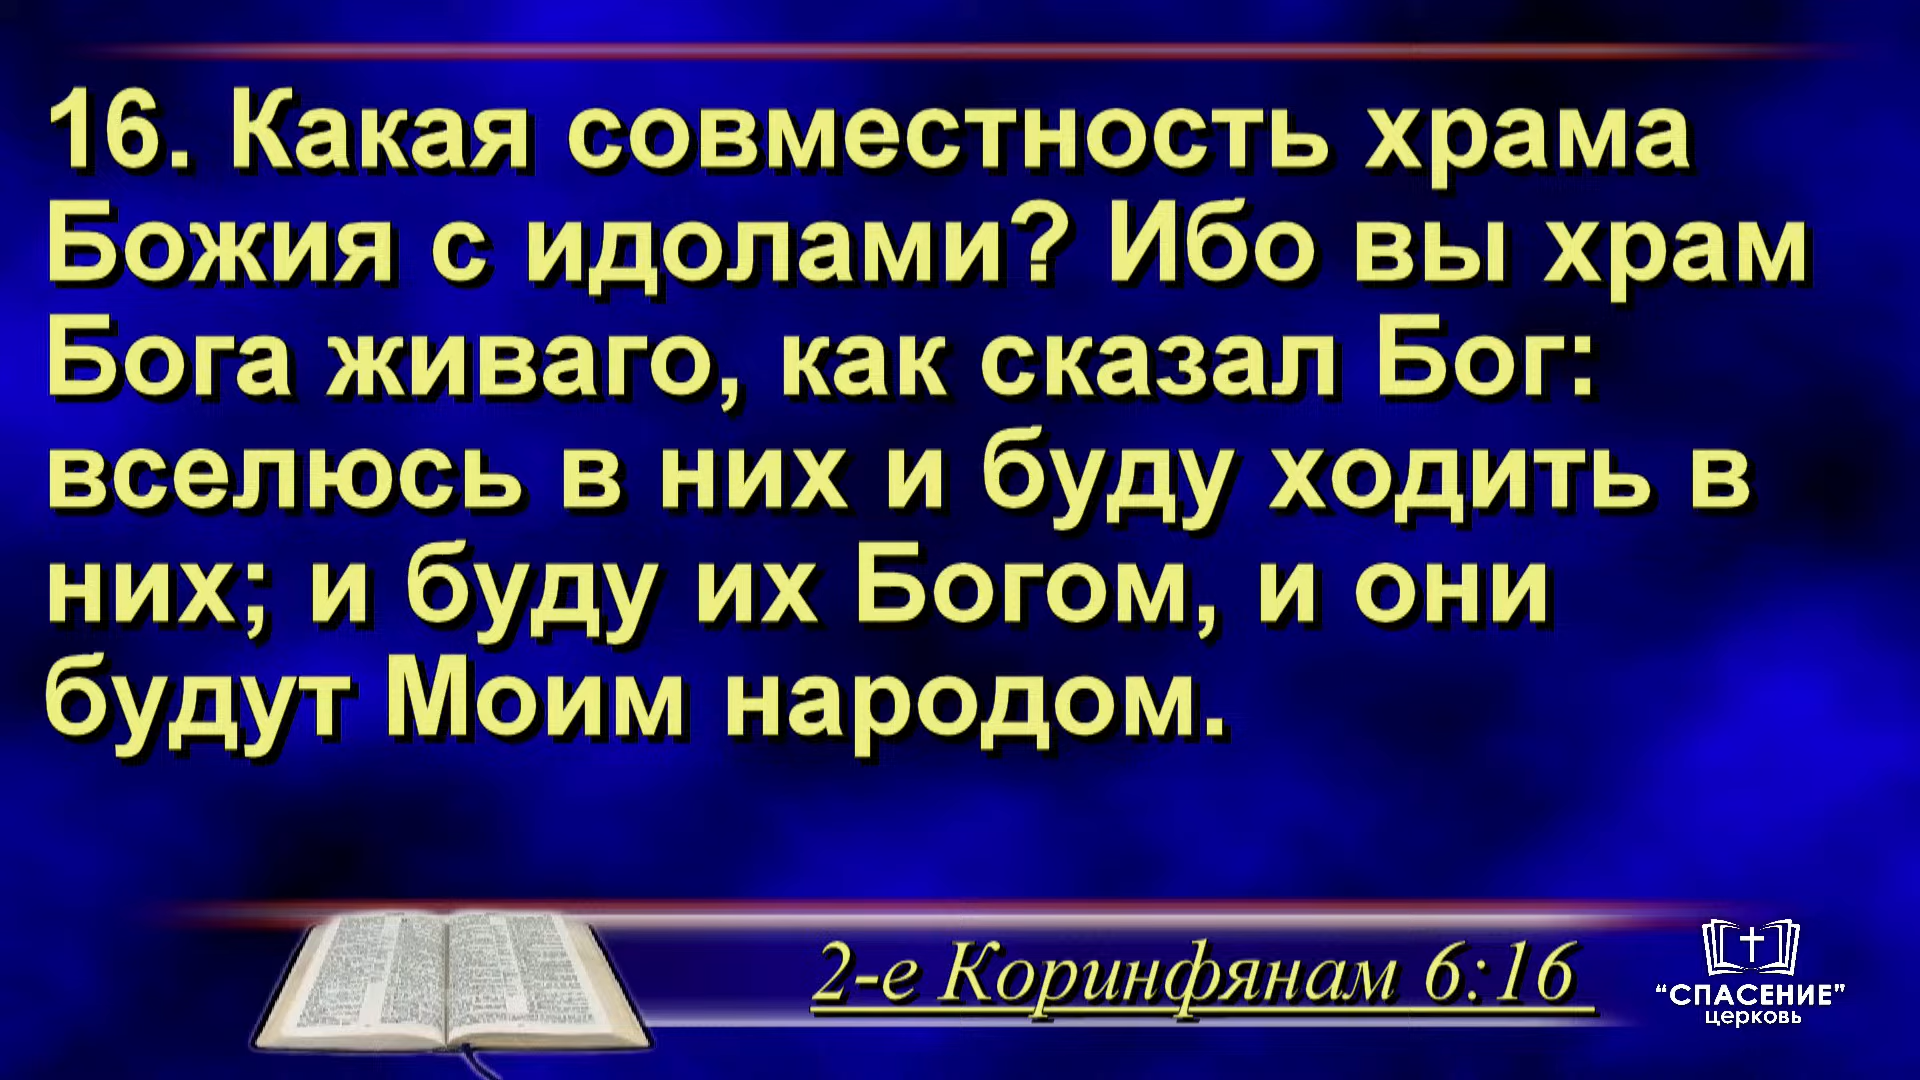 16. Какая совместность храма
Божия с идолами? Ибо вы храм
Бога живаго, как сказал Бог:
вселюсь в них и буду ходить в
них; и буду их Богом, и они
будут Моим народом.
2-е Коринфянам 6:16
“СПАСЕНИЕ”
церковь